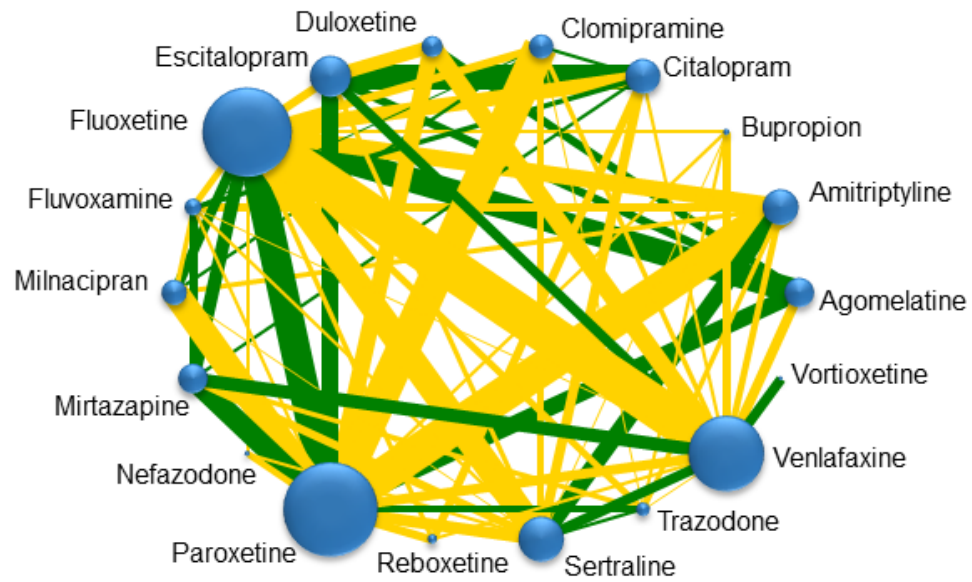 Duloxetine
Clomipramine
Escitalopram
Citalopram
Fluoxetine
Bupropion
Fluvoxamine
Amitriptyline
Milnacipran
Agomelatine
Mirtazapine
Vortioxetine
Nefazodone
Venlafaxine
Paroxetine
Trazodone
Reboxetine
Sertraline